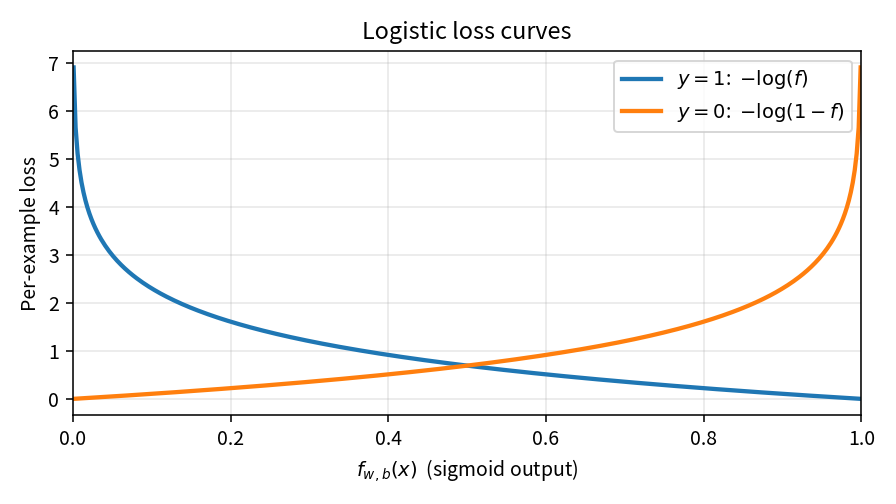 Logistic loss curves
y = 1: −log(f)
y = 0: −log(1 − f)
Per-example loss
7
6
5
4
3
2
1
0
0.0 0.2 0.4 0.6 0.8 1.0
f_{w,b}(x) (sigmoid output)